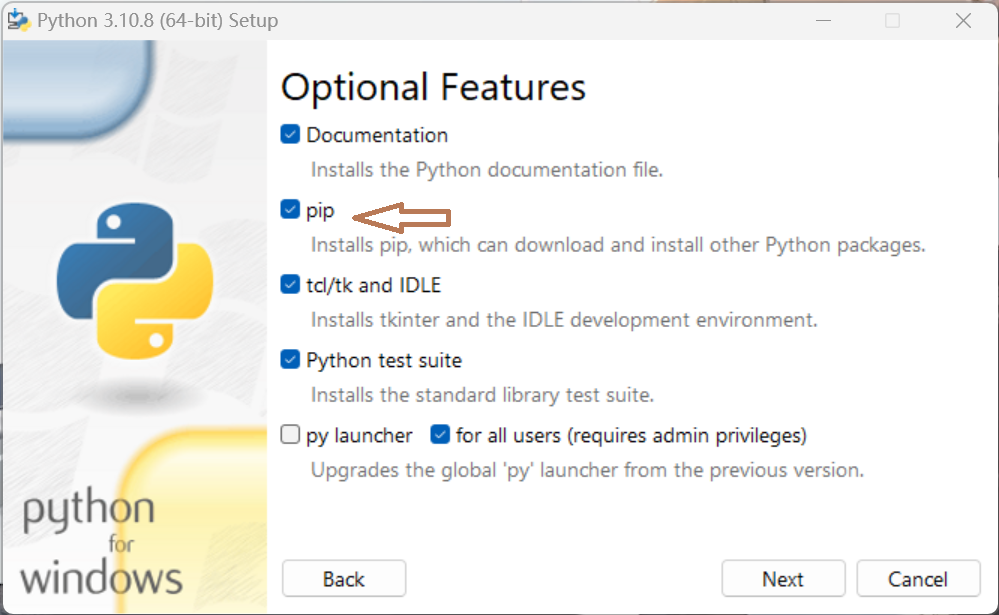 Python 3.10.8 (64-bit) Setup
Optional Features
Documentation
Installs the Python documentation file.
pip
Installs pip, which can download and install other Python packages.
tcl/tk and IDLE
Installs tkinter and the IDLE development environment.
Python test suite
Installs the standard library test suite.
py launcher for all users (requires admin privileges)
Upgrades the global 'py' launcher from the previous version.
python
for
windows
Back Next Cancel